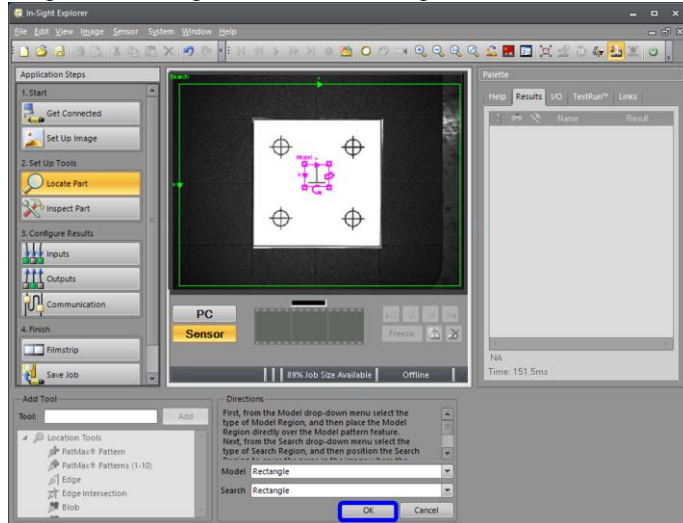 In-Sight Explorer
File Edit View Image Sensor System Window Help
Application Steps
1. Start
Get Connected
Set Up Image
2. Set Up Tools
Locate Part
Inspect Part
3. Configure Results
Inputs
Outputs
Communication
4. Finish
Filmstrip
Save Job
Search
Model
PC
Sensor
Freeze
89% Job Size Available
Offline
Palette
Help Results I/O TestRun™ Links
Name Result
NA
Time: 151.5ms
Add Tool
Tool:
Add
Location Tools
PatMax® Pattern
PatMax® Patterns (1-10)
Edge
Edge Intersection
Blob
Directions
First, from the Model drop-down menu select the
type of Model Region, and then place the Model
Region directly over the Model pattern feature.
Next, from the Search drop-down menu select the
type of Search Region, and then position the Search
Model Rectangle
Search Rectangle
OK Cancel